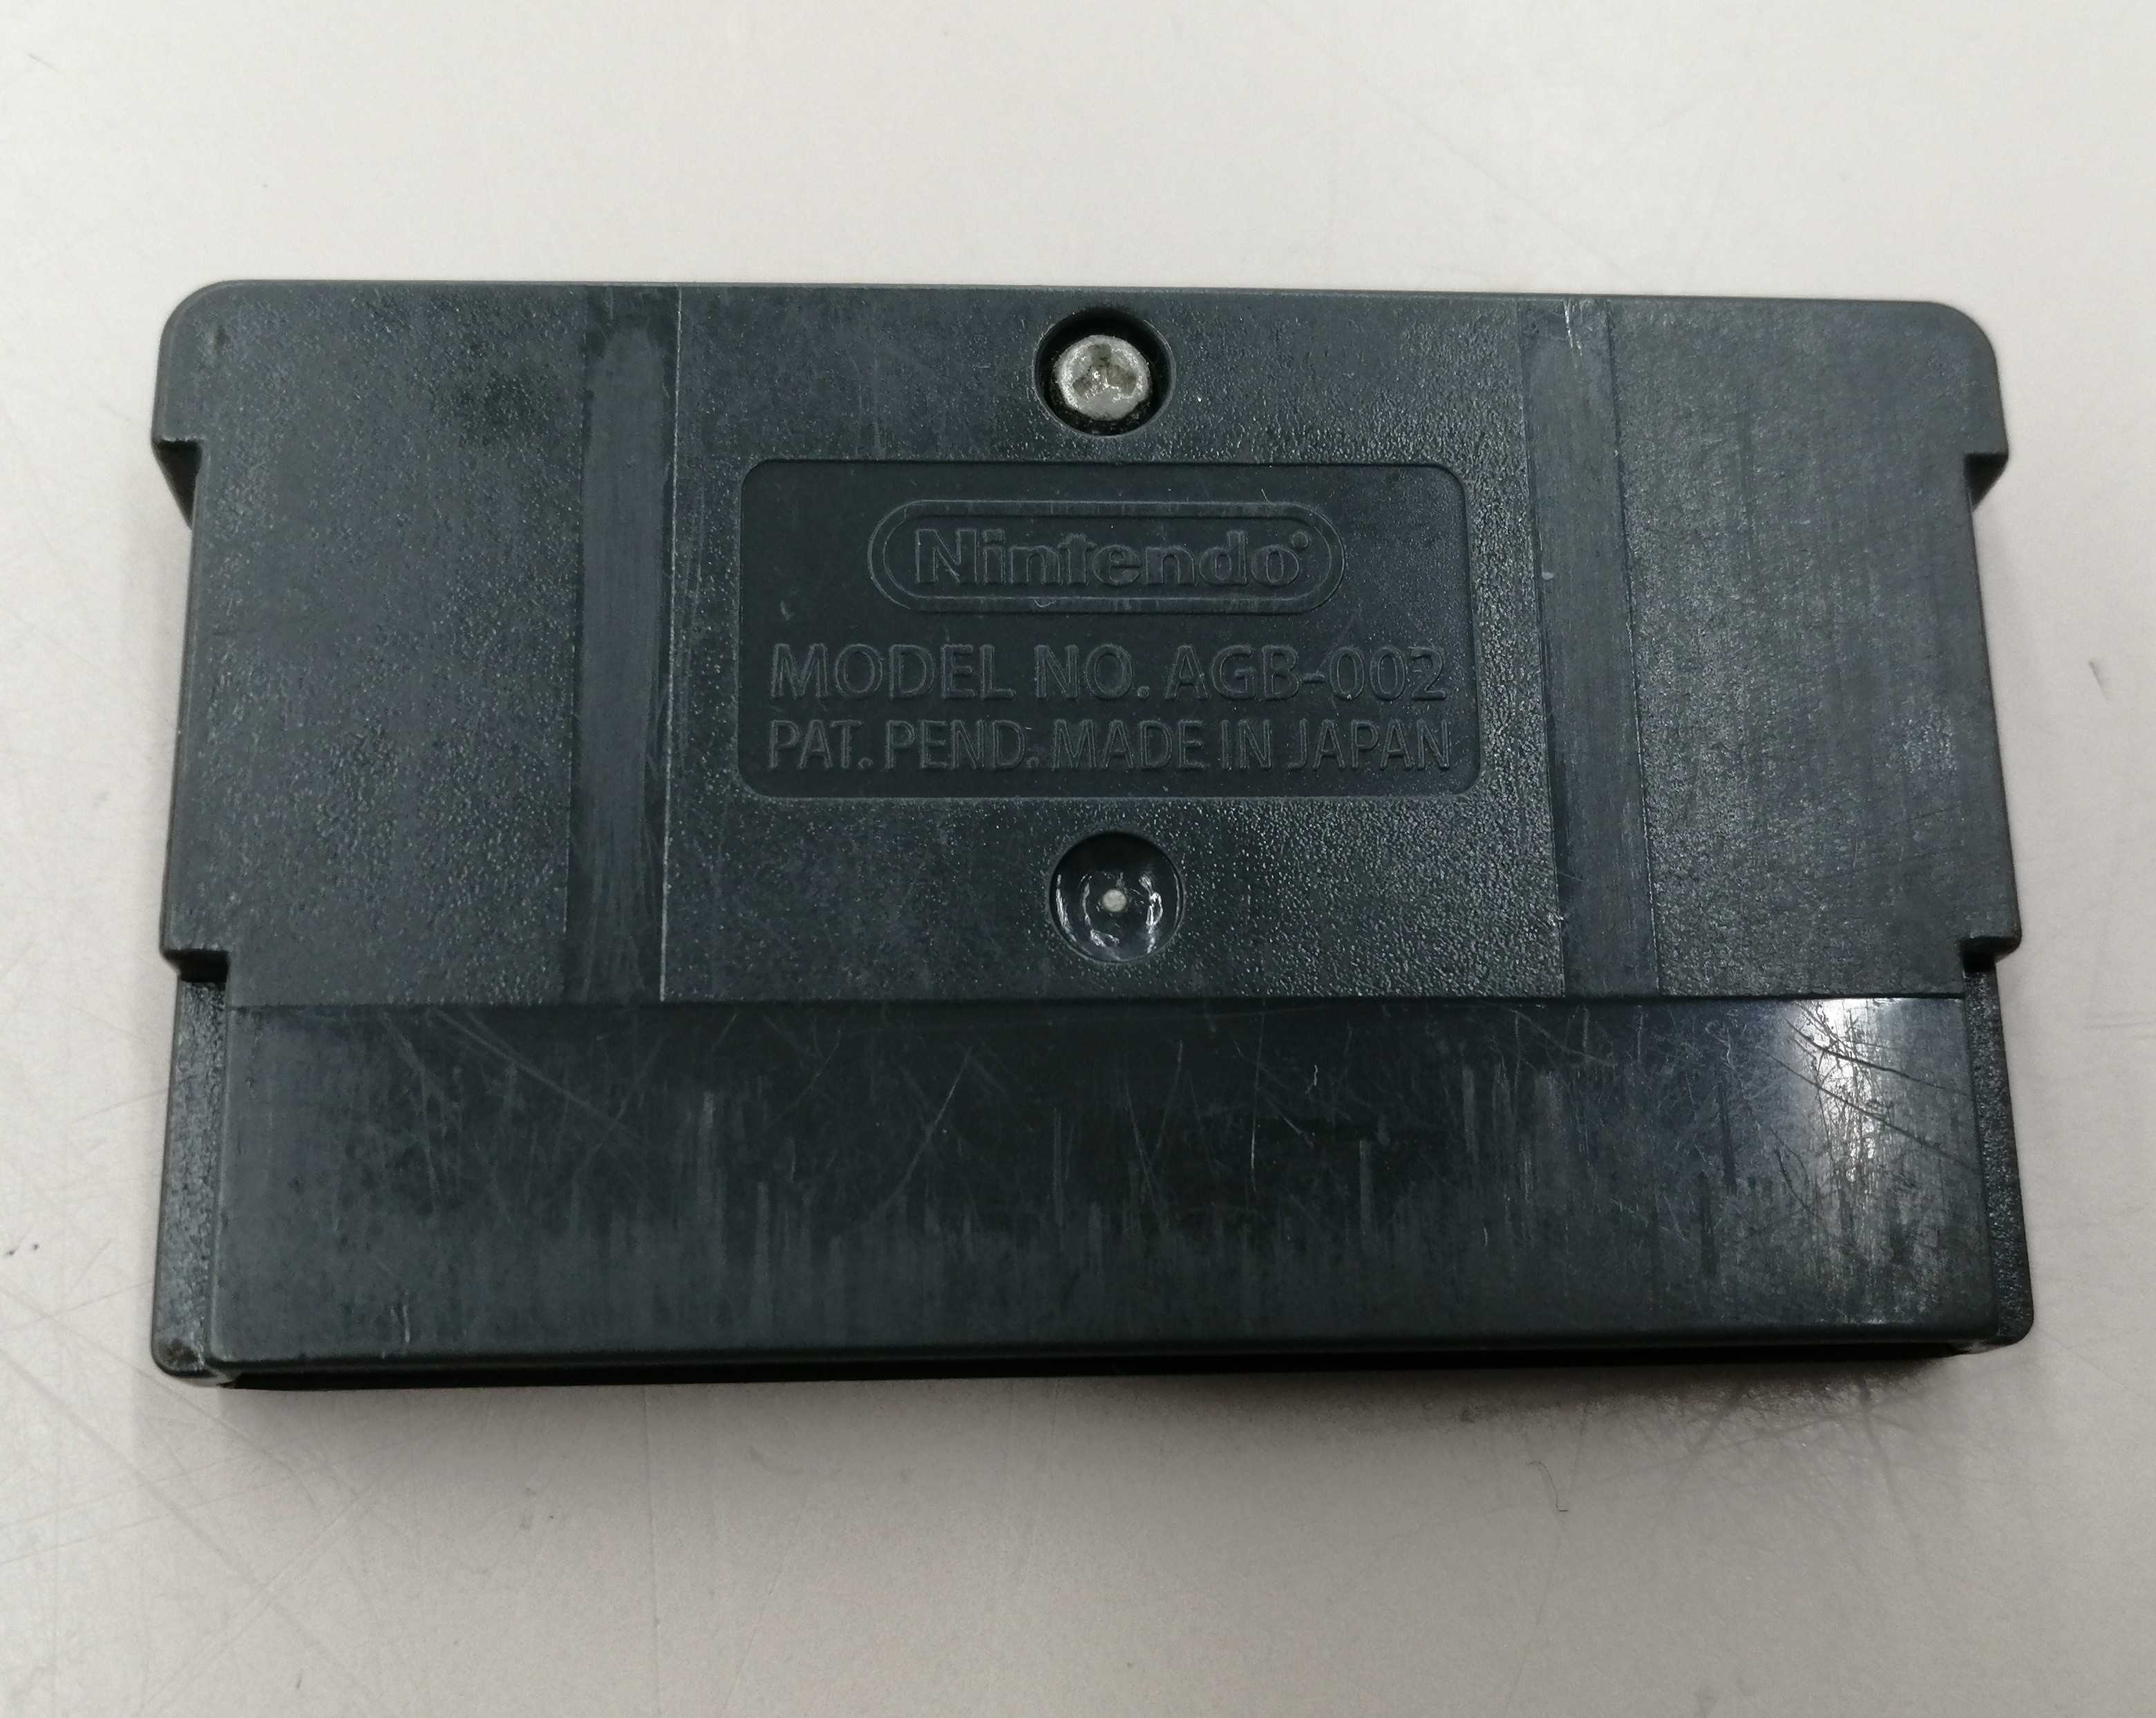 Nintendo
MODEL NO. AGB-002
PAT. PEND. MADE IN JAPAN